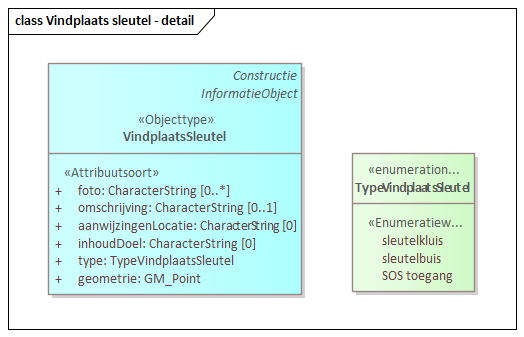 class Vindplaats sleutel - detail
Constructie
InformatieObject
«Objecttype»
VindplaatsSleutel
«Attribuutsoort»
+ foto: CharacterString [0..*]
+ omschrijving: CharacterString [0..1]
+ aanwijzingenLocatie: CharacterString [0]
+ inhoudDoel: CharacterString [0]
+ type: TypeVindplaatsSleutel
+ geometrie: GM_Point
«enumeration...
TypeVindplaatsSleutel
«Enumeratiew...
sleutelkluis
sleutelbuis
SOS toegang